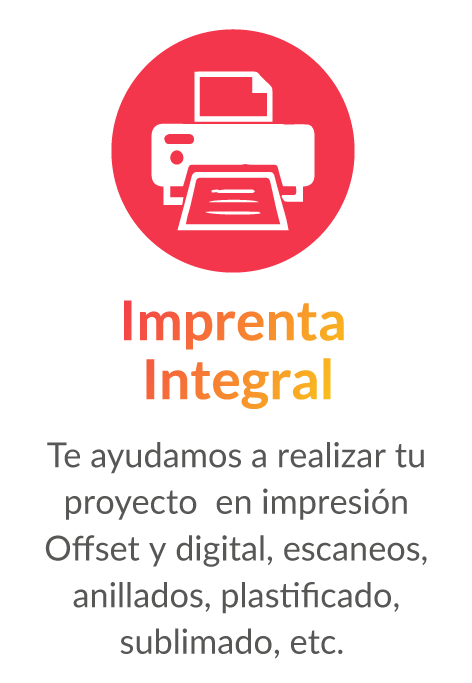 Imprenta
Integral
Te ayudamos a realizar tu
proyecto  en impresión
Offset y digital, escaneos,
anillados, plastificado,
sublimado, etc.